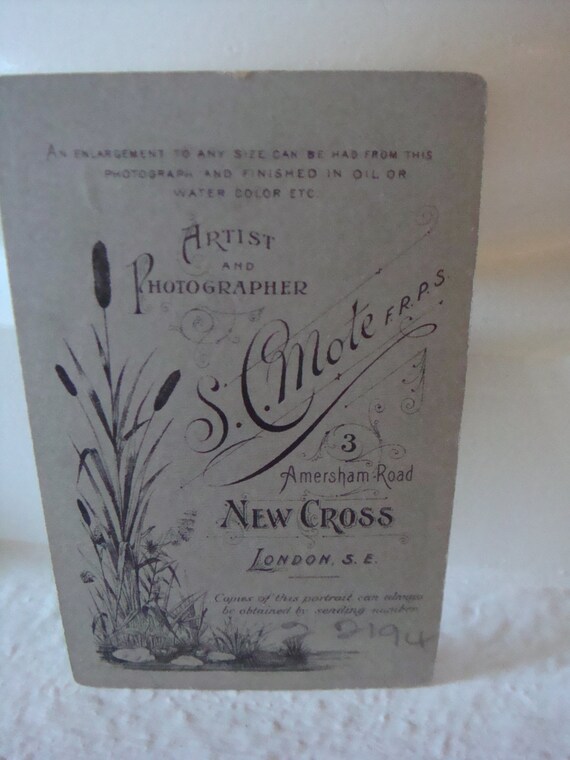 AN ENLARGEMENT TO ANY SIZE CAN BE HAD FROM THIS
PHOTOGRAPH AND FINISHED IN OIL OR
WATER COLOR ETC.
ARTIST
AND
PHOTOGRAPHER
S. C. Mote F.R.P.S.
3
Amersham Road
NEW CROSS
LONDON, S.E.
Copies of this portrait can always
be obtained by sending number
2194